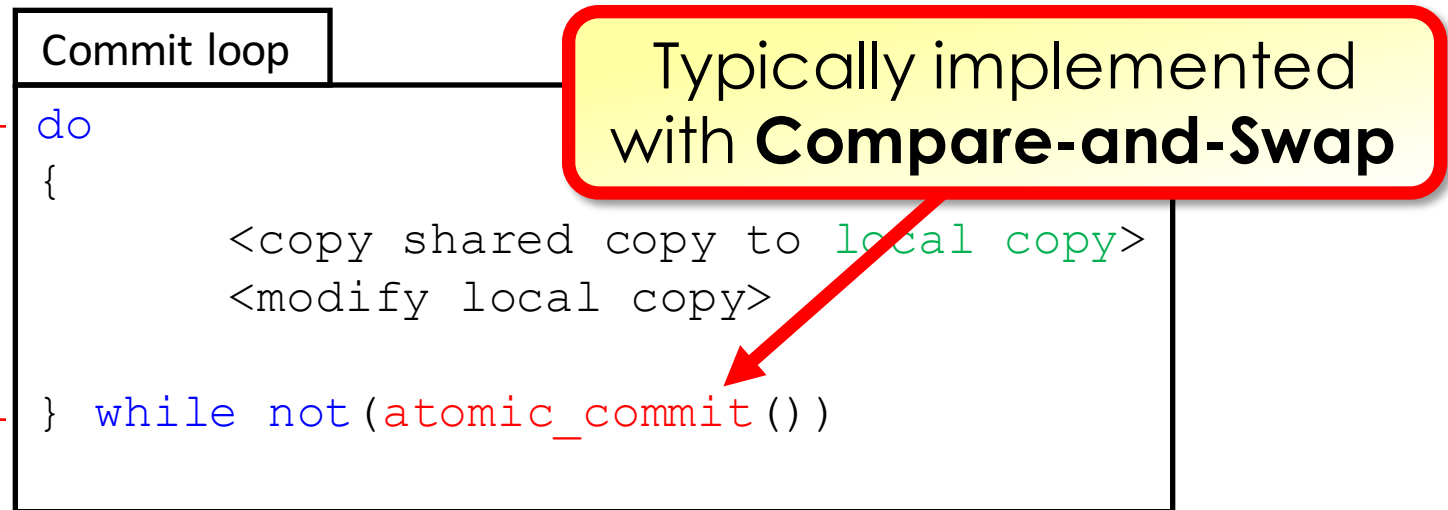 Commit loop
Typically implemented
with Compare-and-Swap
do
{
<copy shared copy to local copy>
<modify local copy>
} while not(atomic_commit())